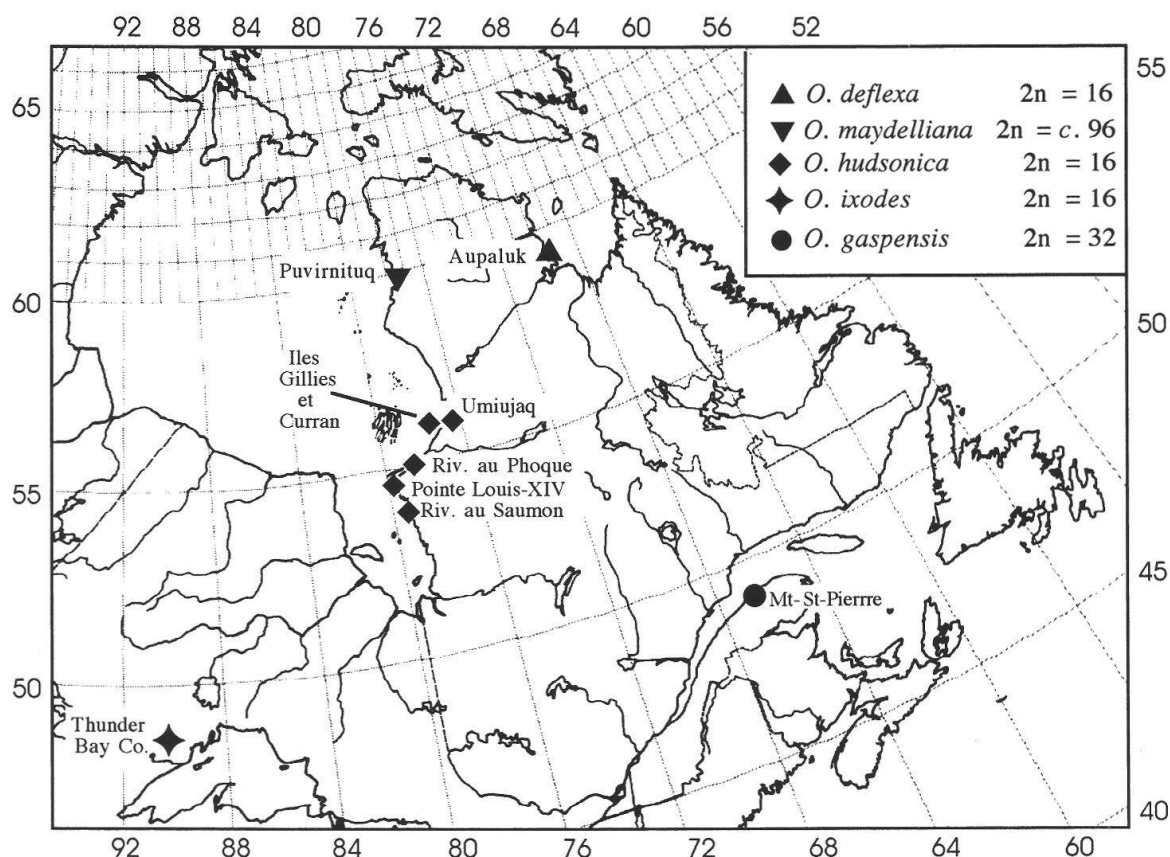 92 88 84 80 76 74 72 70 68 64 60 56 52
55
65
O. deflexa 2n = 16
O. maydelliana 2n = c. 96
O. hudsonica 2n = 16
O. ixodes 2n = 16
O. gaspensis 2n = 32
Aupaluk
Puvirnituq
60
50
Iles
Gillies
et
Curran
Umiujaq
Riv. au Phoque
55
Pointe Louis-XIV
Riv. au Saumon
45
Mt-St-Pierrre
50
Thunder
Bay Co.
40
92 88 84 80 76 72 68 64 60